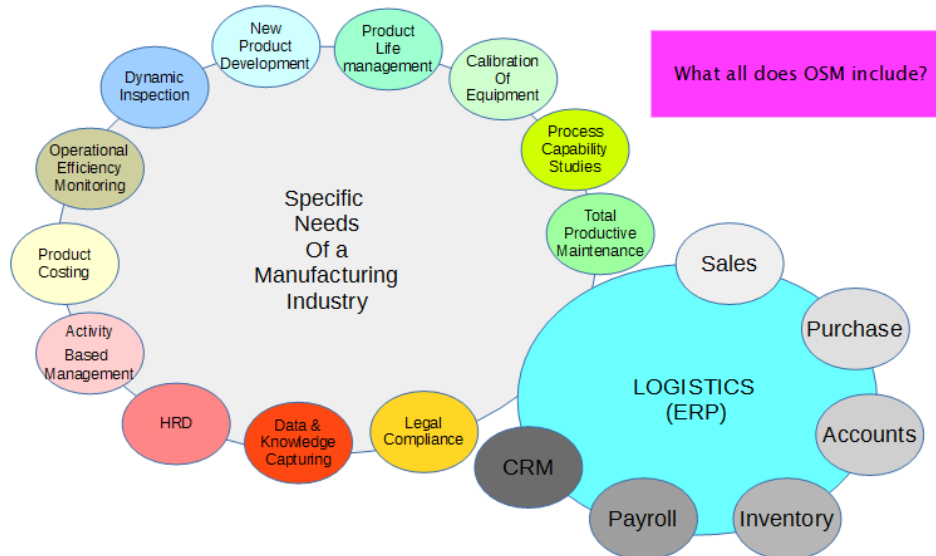 What all does OSM include?
New
Product
Development
Product
Life
management
Calibration
Of
Equipment
Process
Capability
Studies
Total
Productive
Maintenance
Dynamic
Inspection
Operational
Efficiency
Monitoring
Product
Costing
Activity
Based
Management
HRD
Data &
Knowledge
Capturing
Legal
Compliance
Specific
Needs
Of a
Manufacturing
Industry
Sales
Purchase
Accounts
Inventory
Payroll
CRM
LOGISTICS
(ERP)